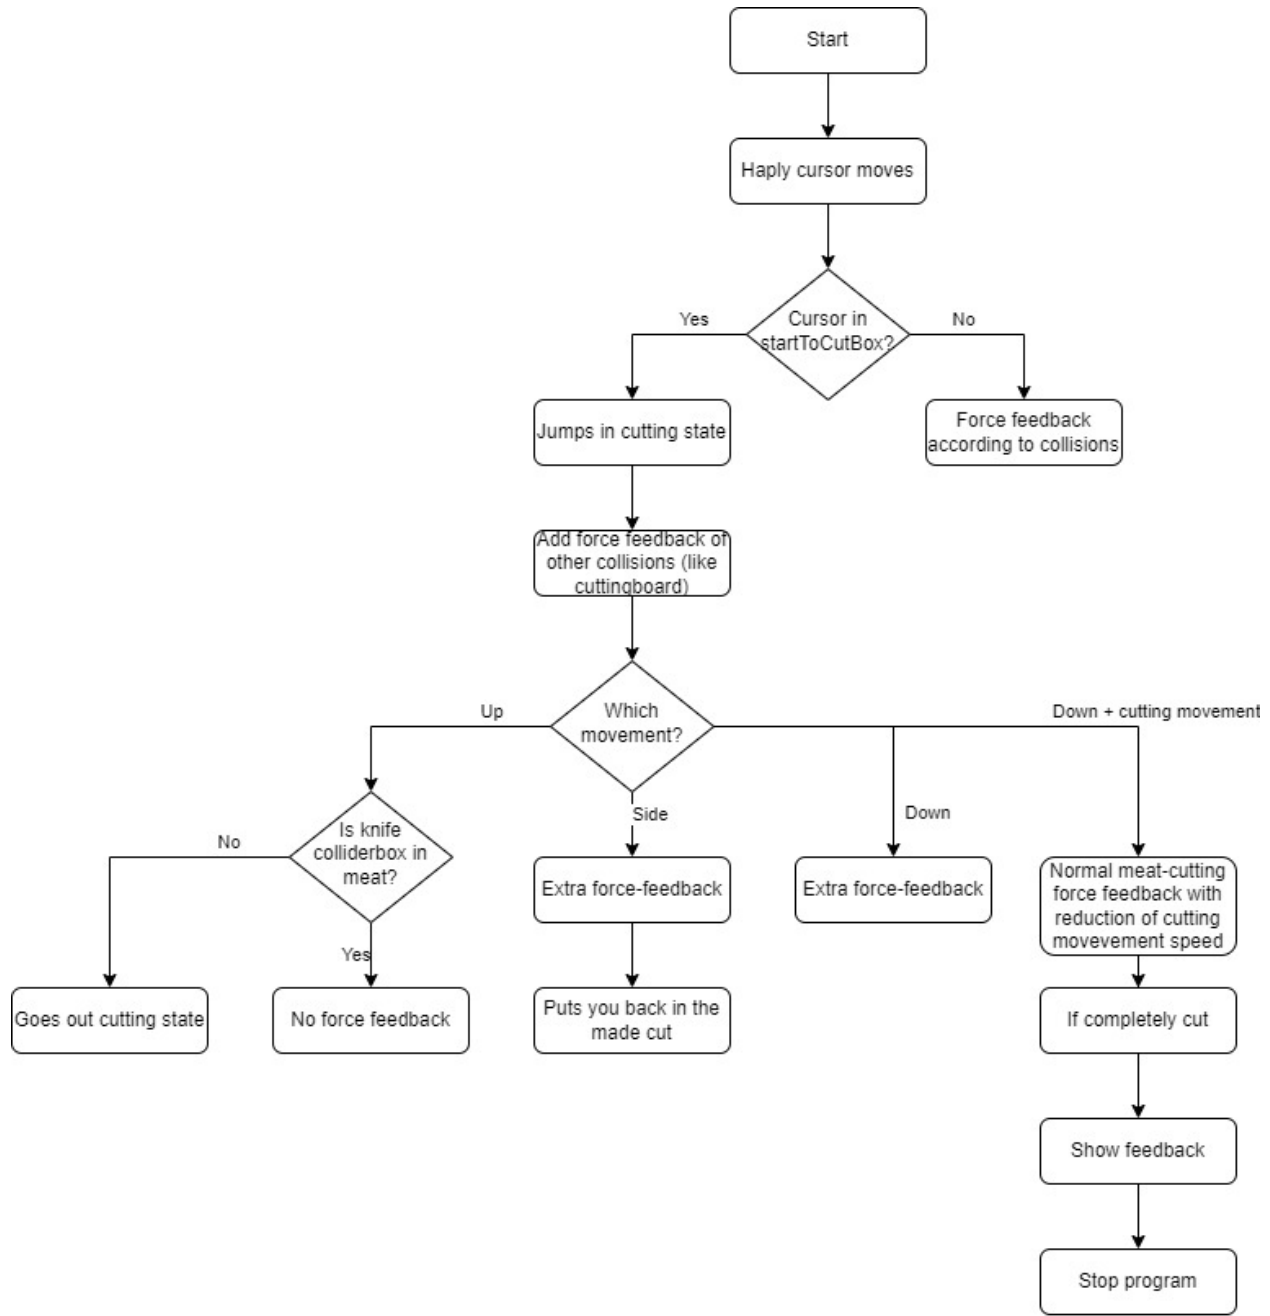 Start
Haply cursor moves
Cursor in
startToCutBox?
Yes
No
Jumps in cutting state
Force feedback
according to collisions
Add force feedback of
other collisions (like
cuttingboard)
Which
movement?
Up
Down + cutting movement
Side
Down
Is knife
colliderbox in
meat?
No
Yes
Extra force-feedback
Extra force-feedback
Normal meat-cutting
force feedback with
reduction of cutting
movevement speed
Goes out cutting state
No force feedback
Puts you back in the
made cut
If completely cut
Show feedback
Stop program